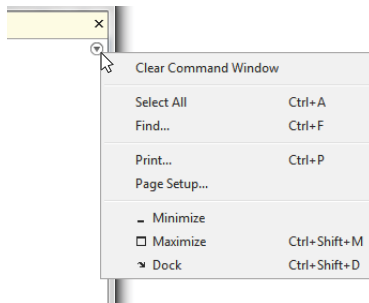 Clear Command Window
Select All Ctrl+A
Find... Ctrl+F
Print... Ctrl+P
Page Setup...
Minimize
Maximize Ctrl+Shift+M
Dock Ctrl+Shift+D